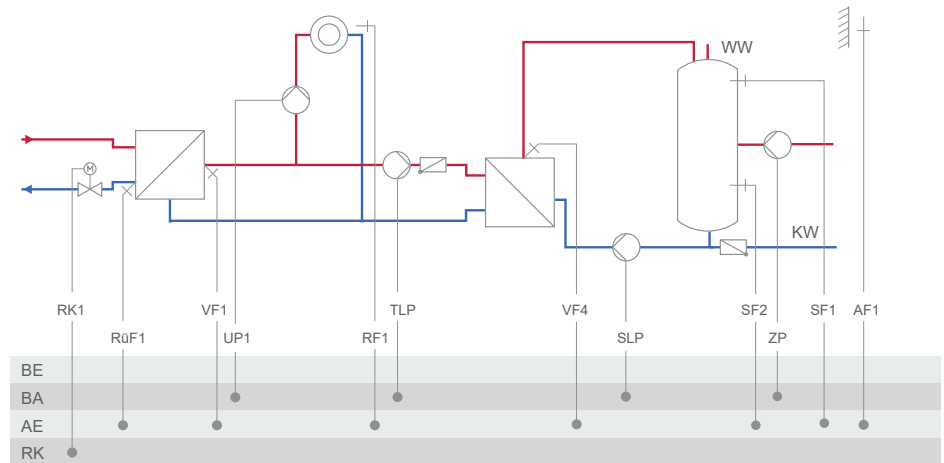 WW
M
KW
RK1
VF1
TLP
VF4
SF2
SF1
AF1
RüF1
UP1
RF1
SLP
ZP
BE
BA
AE
RK